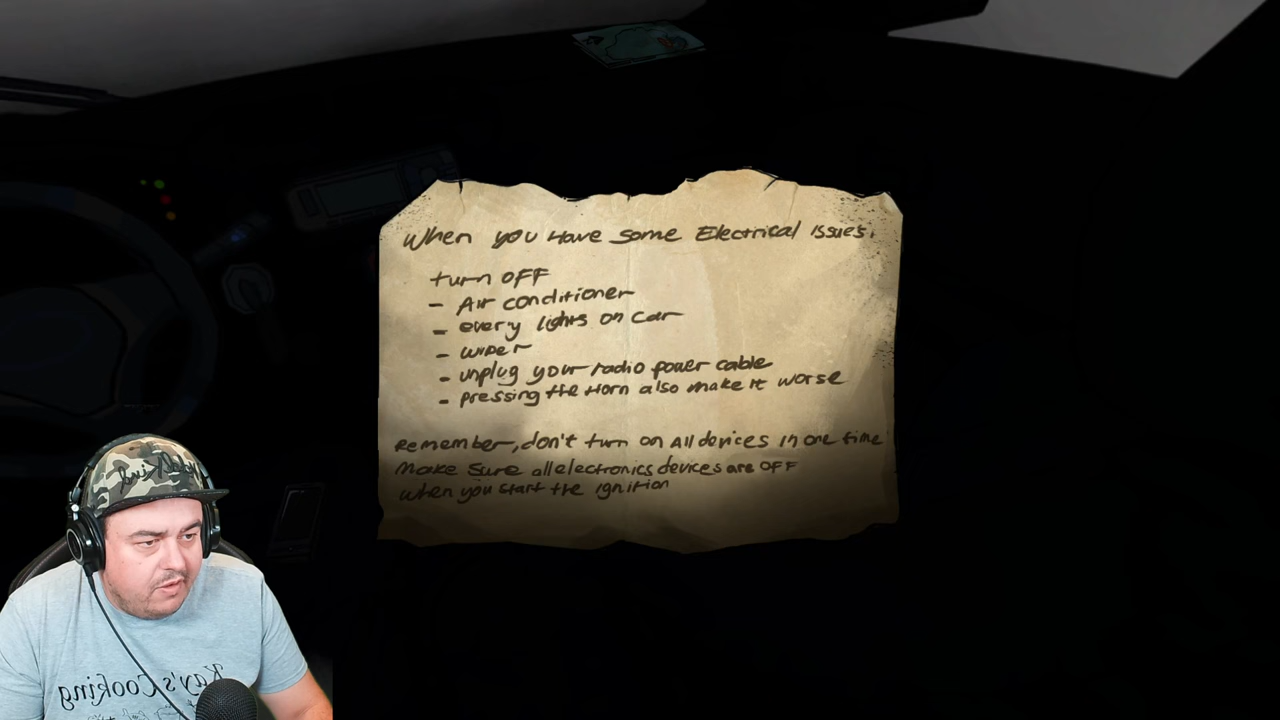 When you Have some Electrical Issues.
turn OFF
- Air conditioner
- every lights on car
- wiper
- unplug your radio power cable
- pressing the Horn also make it worse
Remember, don't turn on All devices in one time
Make Sure all electronics devices are OFF
when you start the ignition
Kay's Cooking